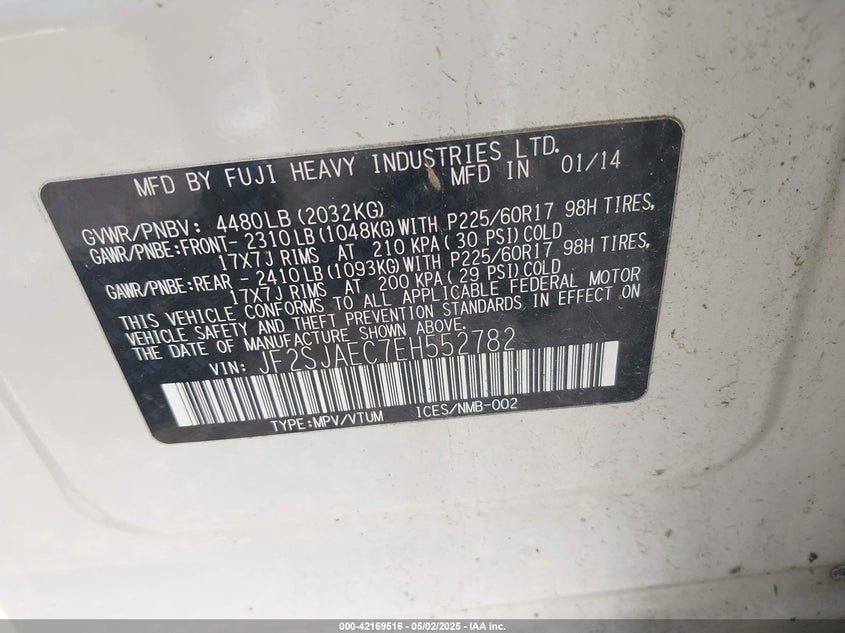 MFD BY FUJI HEAVY INDUSTRIES LTD.
MFD IN 01/14
GVWR/PNBV: 4480LB(2032KG)
GAWR/PNBE:FRONT- 2310LB(1048KG)WITH P225/60R17 98H TIRES,
17X7J RIMS AT 210 KPA(30 PSI)COLD
GAWR/PNBE:REAR - 2410LB(1093KG)WITH P225/60R17 98H TIRES,
17X7J RIMS AT 200 KPA(29 PSI)COLD
THIS VEHICLE CONFORMS TO ALL APPLICABLE FEDERAL MOTOR
VEHICLE SAFETY AND THEFT PREVENTION STANDARDS IN EFFECT ON
THE DATE OF MANUFACTURE SHOWN ABOVE.
VIN: JF2SJAEC7EH552782
TYPE:MPV/VTUM ICES/NMB-002
000-42169516 - 05/02/2025 - IAA Inc.